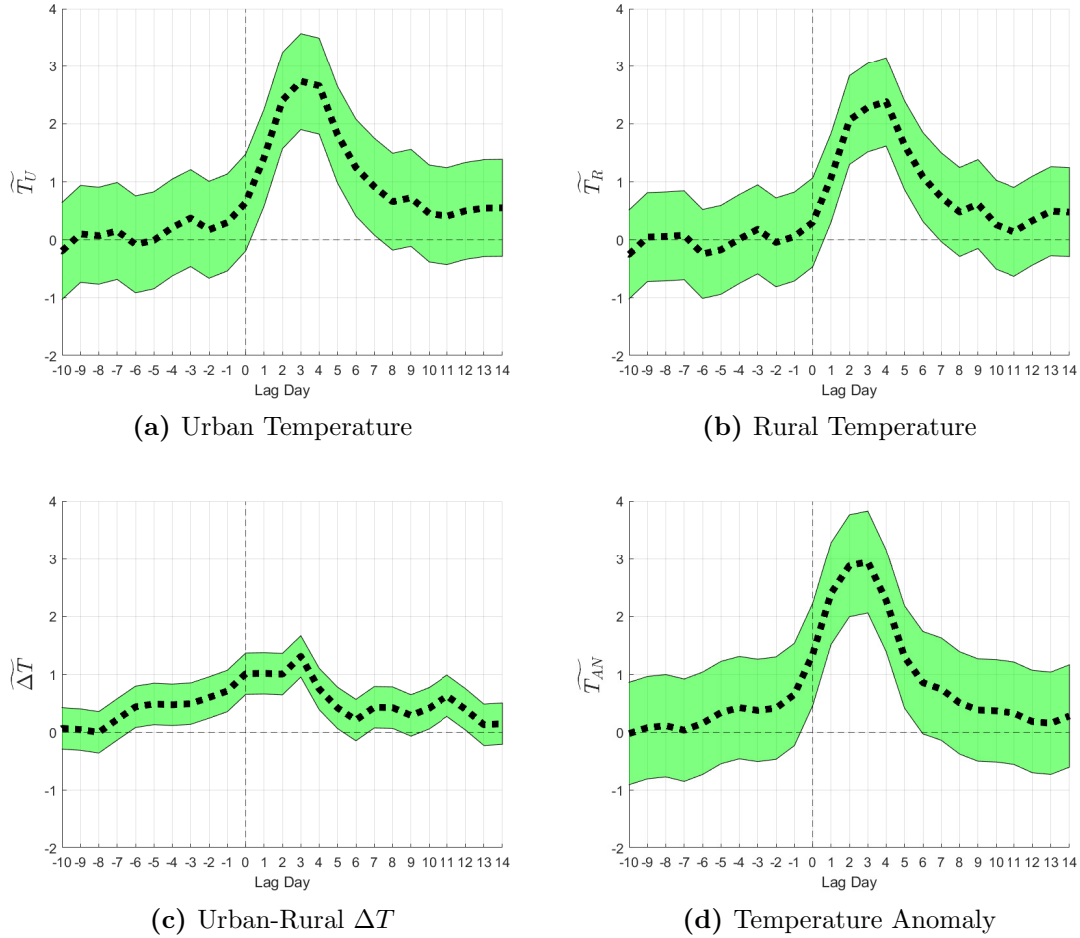 4
3
2
1
0
-1
-2
T̃_U
-10 -9 -8 -7 -6 -5 -4 -3 -2 -1 0 1 2 3 4 5 6 7 8 9 10 11 12 13 14
Lag Day
(a) Urban Temperature
4
3
2
1
0
-1
-2
T̃_R
-10 -9 -8 -7 -6 -5 -4 -3 -2 -1 0 1 2 3 4 5 6 7 8 9 10 11 12 13 14
Lag Day
(b) Rural Temperature
4
3
2
1
0
-1
-2
Δ̃T
-10 -9 -8 -7 -6 -5 -4 -3 -2 -1 0 1 2 3 4 5 6 7 8 9 10 11 12 13 14
Lag Day
(c) Urban-Rural ΔT
4
3
2
1
0
-1
-2
T̃_AN
-10 -9 -8 -7 -6 -5 -4 -3 -2 -1 0 1 2 3 4 5 6 7 8 9 10 11 12 13 14
Lag Day
(d) Temperature Anomaly